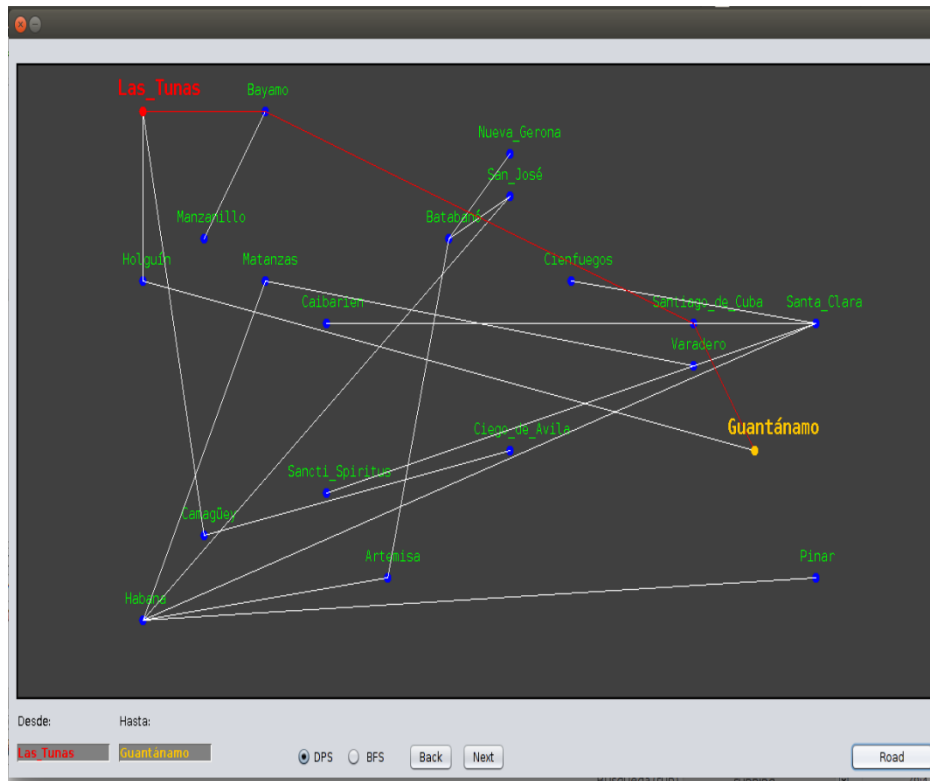 Las_Tunas
Bayamo
Nueva_Gerona
San_José
Manzanillo
Batabanó
Holguín
Matanzas
Cienfuegos
Caibarien
Santiago_de_Cuba
Santa_Clara
Varadero
Guantánamo
Ciego_de_Avila
Sancti_Spiritus
Camagüey
Artemisa
Pinar
Habana
Desde:
Hasta:
Las_Tunas
Guantánamo
DPS
BFS
Back
Next
Road